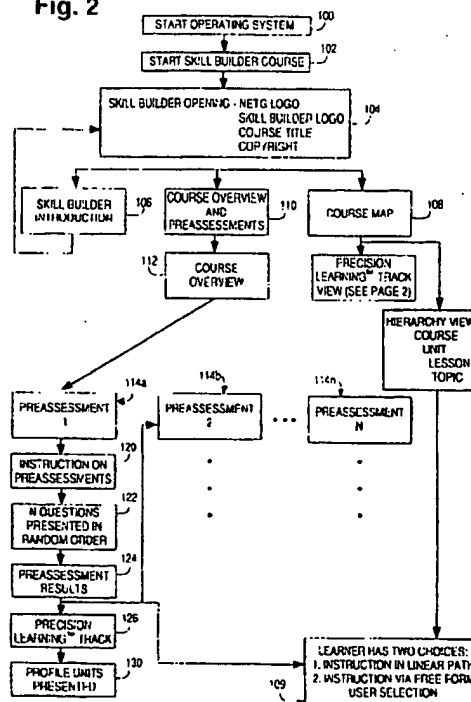 Fig. 2
100
START OPERATING SYSTEM
102
START SKILL BUILDER COURSE
SKILL BUILDER OPENING - NETG LOGO
SKILL BUILDER LOGO
COURSE TITLE
COPYRIGHT
104
SKILL BUILDER
INTRODUCTION
106
COURSE OVERVIEW
AND
PREASSESSMENTS
110
COURSE MAP
108
112
COURSE
OVERVIEW
PRECISION
LEARNING℠ TRACK
VIEW (SEE PAGE 2)
HIERARCHY VIEW
COURSE
UNIT
LESSON
TOPIC
114a
PREASSESSMENT
1
114b
PREASSESSMENT
2
...
114n
PREASSESSMENT
N
120
INSTRUCTION ON
PREASSESSMENTS
122
N QUESTIONS
PRESENTED IN
RANDOM ORDER
124
PREASSESSMENT
RESULTS
126
PRECISION
LEARNING℠ TRACK
130
PROFILE UNITS
PRESENTED
LEARNER HAS TWO CHOICES:
1. INSTRUCTION IN LINEAR PATH
2. INSTRUCTION VIA FREE FORM
USER SELECTION
109